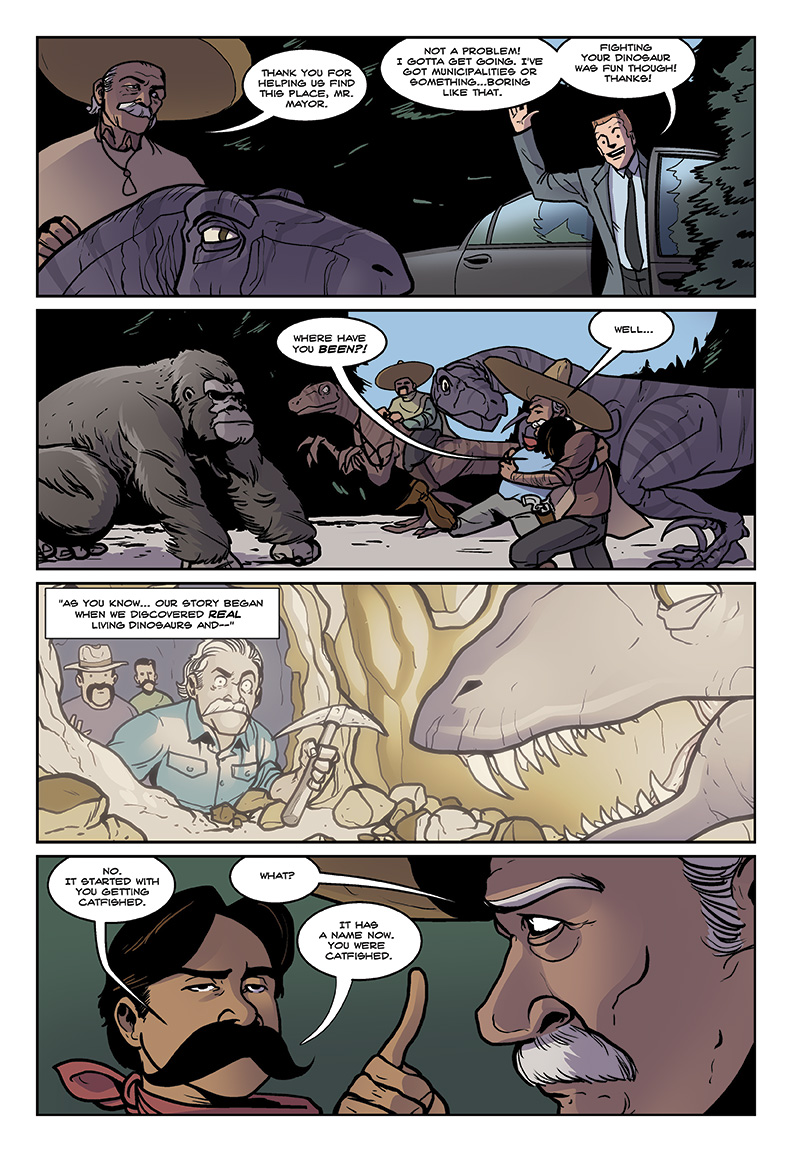 THANK YOU FOR
HELPING US FIND
THIS PLACE, MR.
MAYOR.
NOT A PROBLEM!
I GOTTA GET GOING. I'VE
GOT MUNICIPALITIES OR
SOMETHING...BORING
LIKE THAT.
FIGHTING
YOUR DINOSAUR
WAS FUN THOUGH!
THANKS!
WHERE HAVE
YOU BEEN?!
WELL...
"AS YOU KNOW... OUR STORY BEGAN
WHEN WE DISCOVERED REAL
LIVING DINOSAURS AND--"
NO.
IT STARTED WITH
YOU GETTING
CATFISHED.
WHAT?
IT HAS
A NAME NOW.
YOU WERE
CATFISHED.